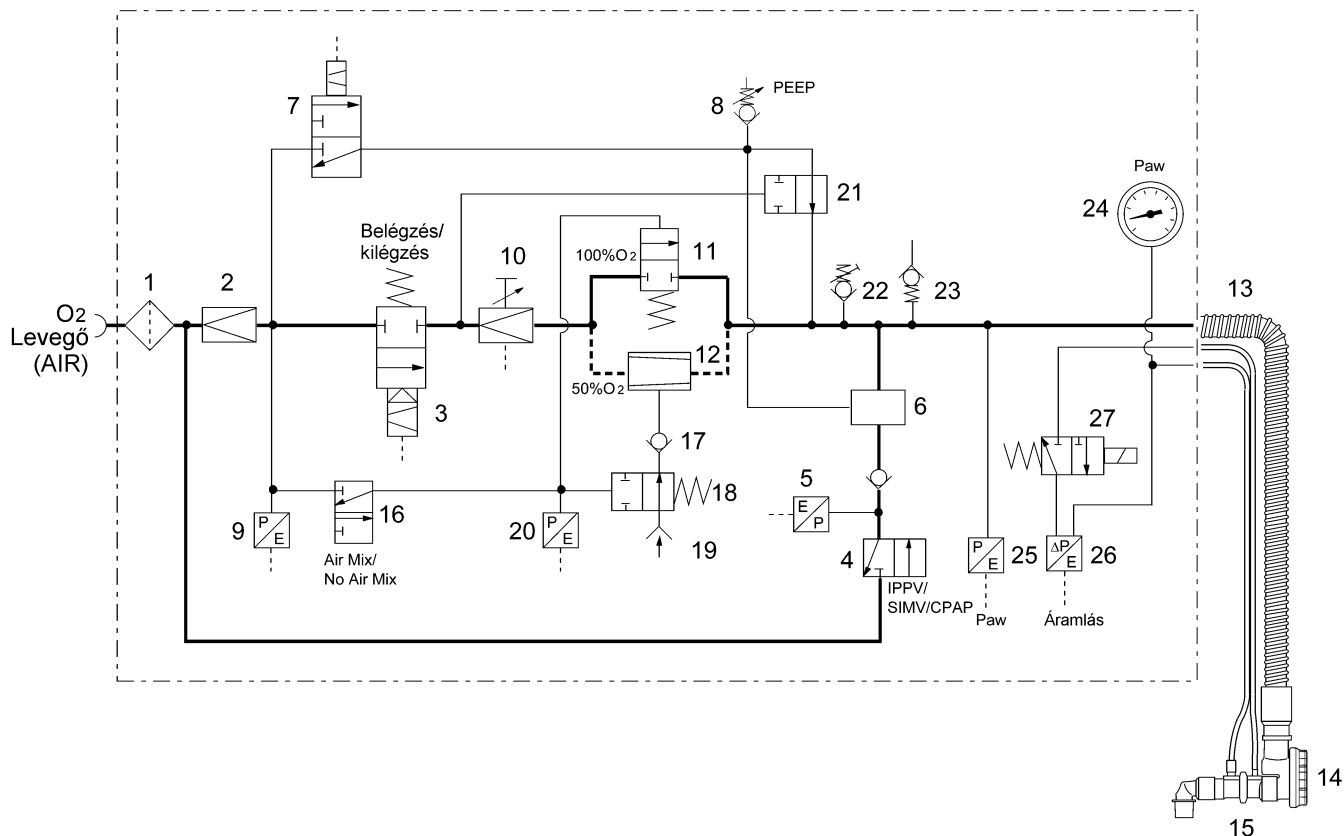 7
8
PEEP
21
Paw
24
Belégzés/
kilégzés
10
100%O2
11
1
2
22
23
13
O2
Levegő
(AIR)
12
50%O2
3
6
27
17
5
E
P
18
9
P
E
16
20
P
E
19
4
P
E
25
ΔP
E
26
Air Mix/
No Air Mix
IPPV/
SIMV/CPAP
Paw
Áramlás
14
15